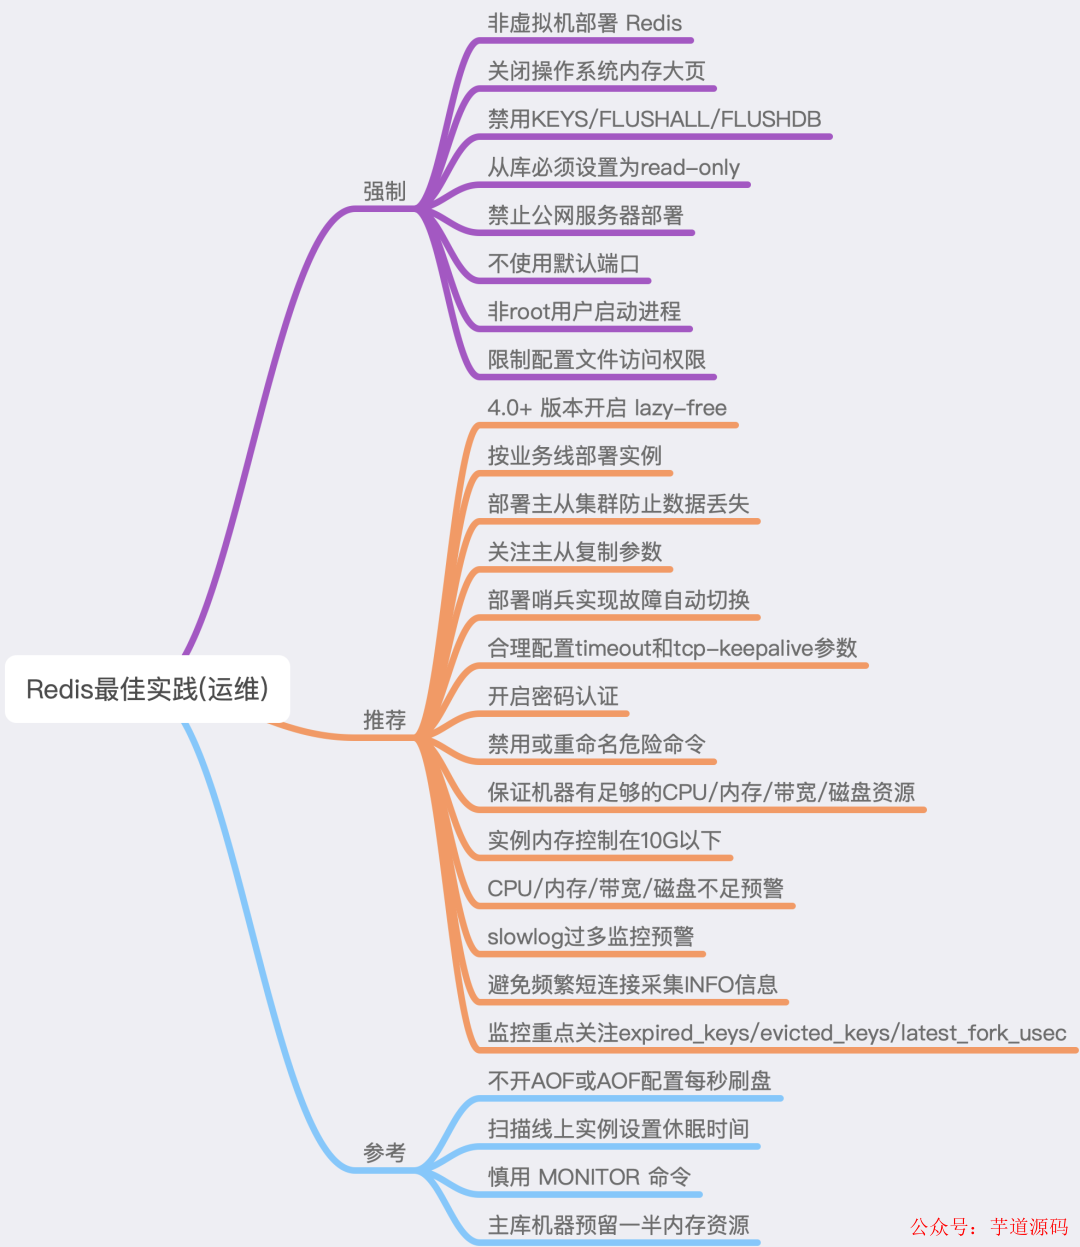 非虚拟机部署 Redis
关闭操作系统内存大页
禁用KEYS/FLUSHALL/FLUSHDB
从库必须设置为read-only
强制
禁止公网服务器部署
不使用默认端口
非root用户启动进程
限制配置文件访问权限
4.0+ 版本开启 lazy-free
按业务线部署实例
部署主从集群防止数据丢失
关注主从复制参数
部署哨兵实现故障自动切换
合理配置timeout和tcp-keepalive参数
Redis最佳实践(运维)
开启密码认证
推荐
禁用或重命名危险命令
保证机器有足够的CPU/内存/带宽/磁盘资源
实例内存控制在10G以下
CPU/内存/带宽/磁盘不足预警
slowlog过多监控预警
避免频繁短连接采集INFO信息
监控重点关注expired_keys/evicted_keys/latest_fork_usec
不开AOF或AOF配置每秒刷盘
扫描线上实例设置休眠时间
参考
慎用 MONITOR 命令
主库机器预留一半内存资源
公众号：芋道源码